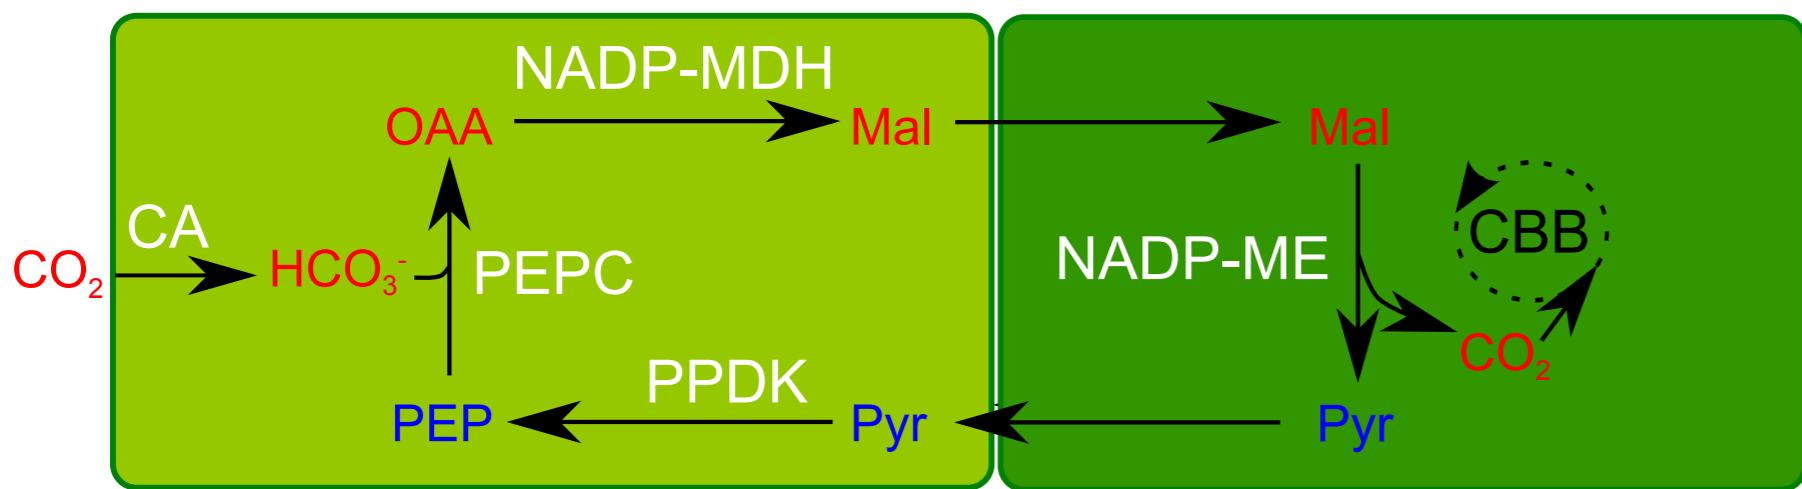 NADP-MDH
OAA
Mal
Mal
CA
CBB
CO₂
HCO₃⁻
PEPC
NADP-ME
CO₂
PPDK
PEP
Pyr
Pyr